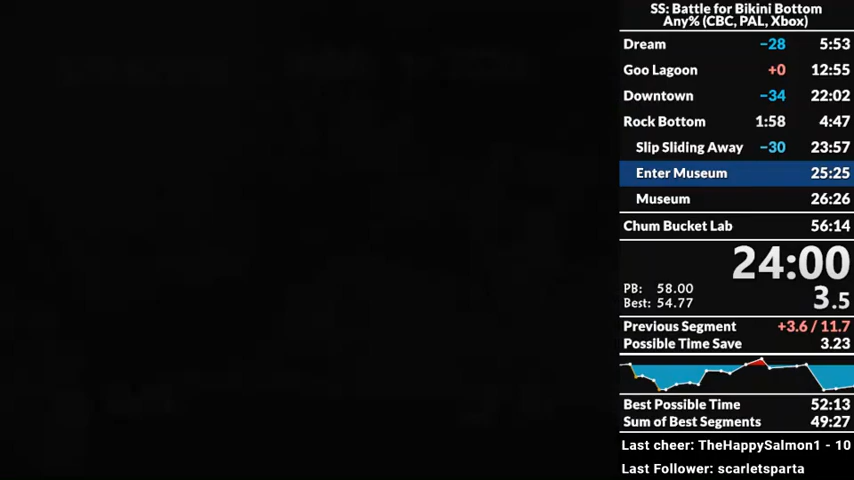 SS: Battle for Bikini Bottom
Any% (CBC, PAL, Xbox)
Dream −28 5:53
Goo Lagoon +0 12:55
Downtown −34 22:02
Rock Bottom 1:58 4:47
Slip Sliding Away −30 23:57
Enter Museum 25:25
Museum 26:26
Chum Bucket Lab 56:14
24:00
PB: 58.00
Best: 54.77 3.5
Previous Segment +3.6 / 11.7
Possible Time Save 3.23
Best Possible Time 52:13
Sum of Best Segments 49:27
Last cheer: TheHappySalmon1 - 10
Last Follower: scarletsparta